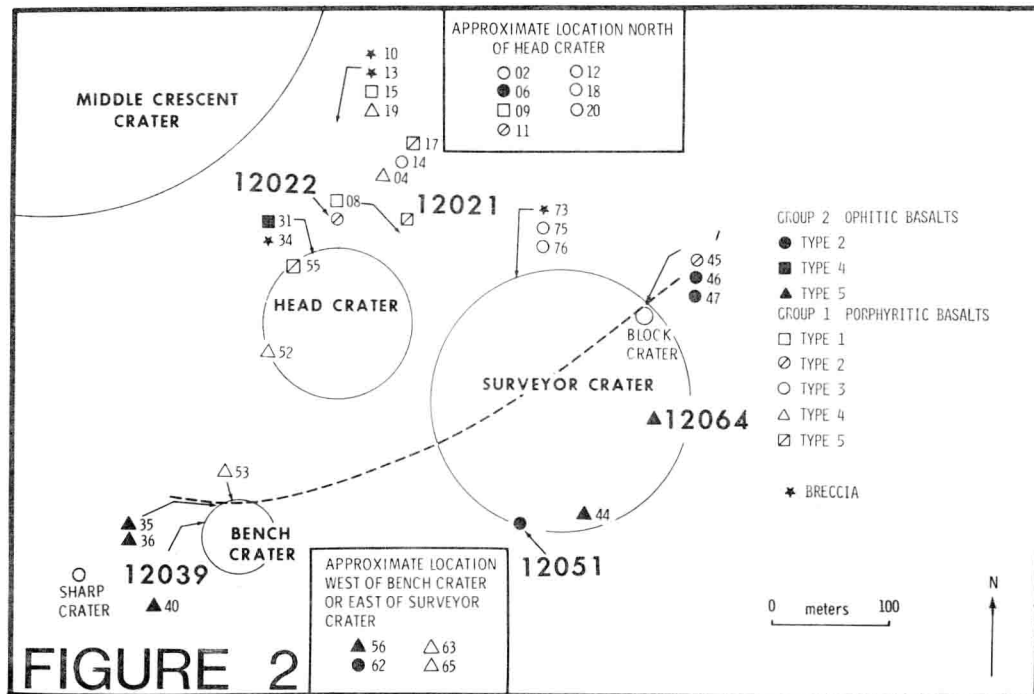 APPROXIMATE LOCATION NORTH
OF HEAD CRATER
02
12
06
18
09
20
11
MIDDLE CRESCENT
CRATER
10
13
15
19
17
14
04
12022
08
12021
31
34
55
HEAD CRATER
52
73
75
76
45
46
47
BLOCK
CRATER
SURVEYOR CRATER
12064
GROUP 2 OPHITIC BASALTS
TYPE 2
TYPE 4
TYPE 5
GROUP 1 PORPHYRITIC BASALTS
TYPE 1
TYPE 2
TYPE 3
TYPE 4
TYPE 5
BRECCIA
53
35
36
BENCH
CRATER
12039
SHARP
CRATER
40
44
12051
APPROXIMATE LOCATION
WEST OF BENCH CRATER
OR EAST OF SURVEYOR
CRATER
56
63
62
65
0 meters 100
N
FIGURE 2